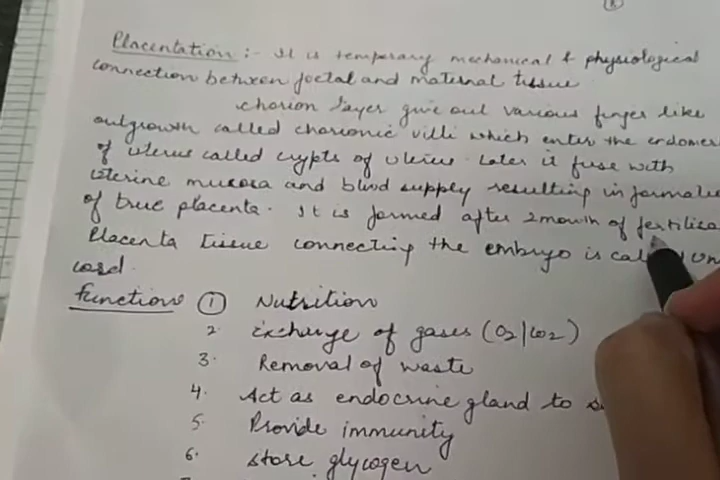 Placentation :- It is temporary mechanical & physiological
connection between foetal and maternal tissue.
chorion layer give out various finger like
outgrowth called chorionic villi which enter the endomer
of uterus called crypts of uterus. Later it fuse with
uterine mucosa and blood supply resulting in formatio
of true placenta. It is formed after 2 month of fertiliza
Placenta tissue connecting the embryo is
cord.
functions ① Nutrition
2. Exchange of gases (O2/CO2)
3. Removal of waste
4. Act as endocrine gland to
5. Provide immunity
6. Store glycogen